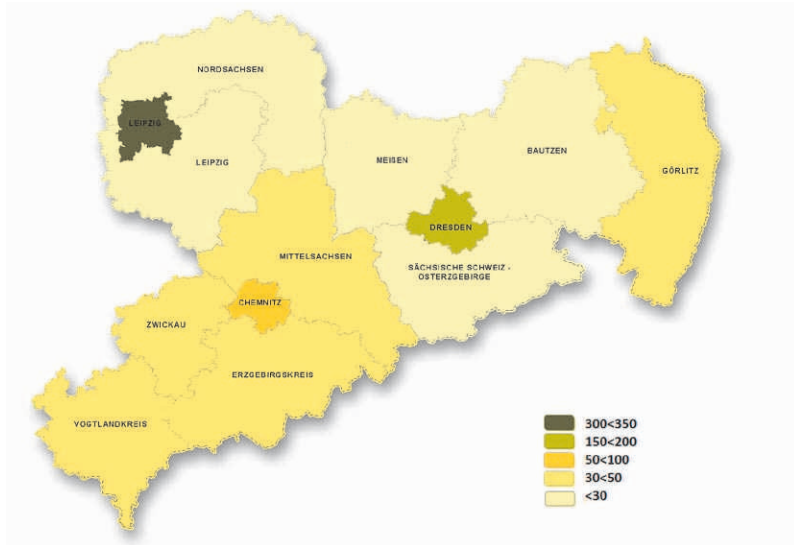 NORDSACHSEN
LEIPZIG
LEIPZIG
MEIßEN
BAUTZEN
GÖRLITZ
DRESDEN
MITTELSACHSEN
SÄCHSISCHE SCHWEIZ -
OSTERZGEBIRGE
CHEMNITZ
ZWICKAU
ERZGEBIRGSKREIS
VOGTLANDKREIS
300<350
150<200
50<100
30<50
<30